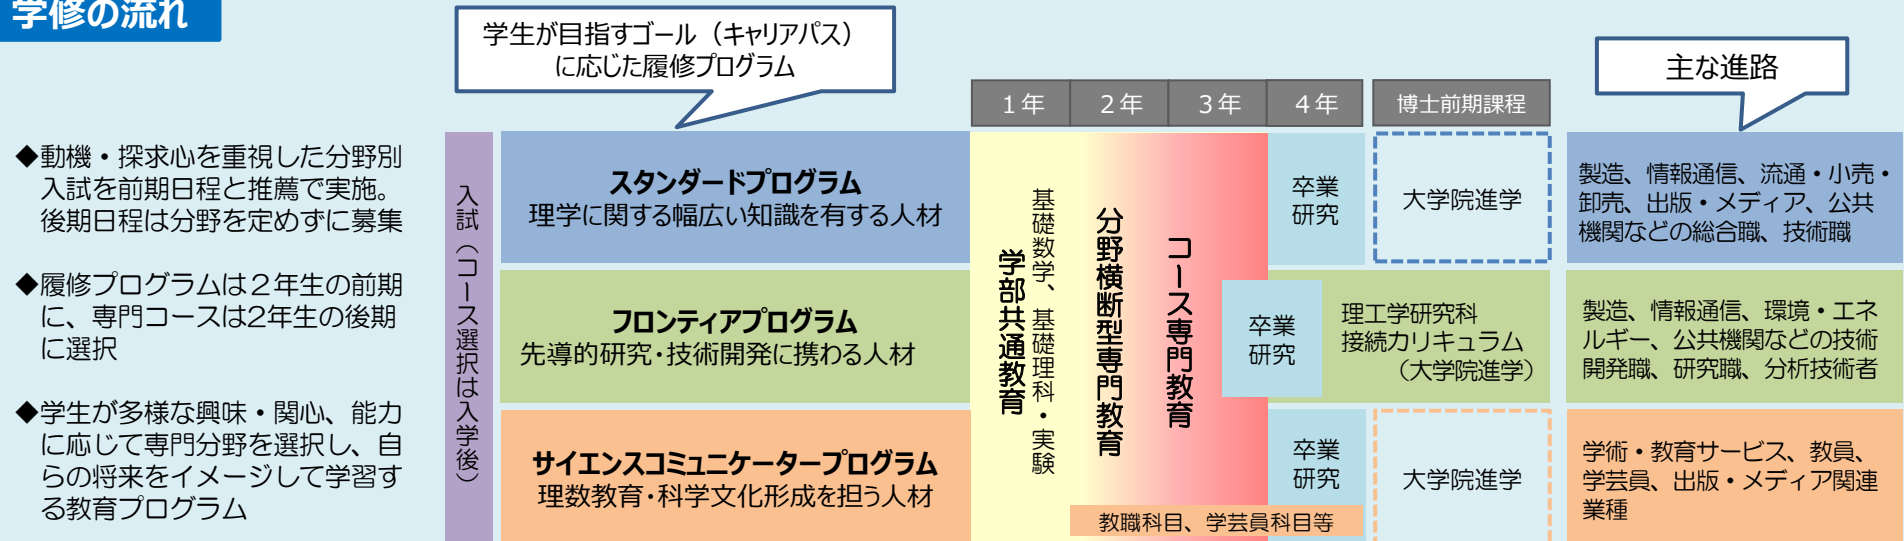 学修の流れ
学生が目指すゴール（キャリアパス）
に応じた履修プログラム
主な進路
1年
2年
3年
4年
博士前期課程
◆動機・探求心を重視した分野別
入試を前期日程と推薦で実施。
後期日程は分野を定めずに募集
◆履修プログラムは２年生の前期
に、専門コースは2年生の後期
に選択
◆学生が多様な興味・関心、能力
に応じて専門分野を選択し、自
らの将来をイメージして学習す
る教育プログラム
入試（コース選択は入学後）
スタンダードプログラム
理学に関する幅広い知識を有する人材
フロンティアプログラム
先導的研究・技術開発に携わる人材
サイエンスコミュニケータープログラム
理数教育・科学文化形成を担う人材
学部共通教育
基礎数学、基礎理科・実験
分野横断型専門教育
コース専門教育
教職科目、学芸員科目等
卒業
研究
大学院進学
卒業
研究
理工学研究科
接続カリキュラム
（大学院進学）
卒業
研究
大学院進学
製造、情報通信、流通・小売・
卸売、出版・メディア、公共
機関などの総合職、技術職
製造、情報通信、環境・エネ
ルギー、公共機関などの技術
開発職、研究職、分析技術者
学術・教育サービス、教員、
学芸員、出版・メディア関連
業種